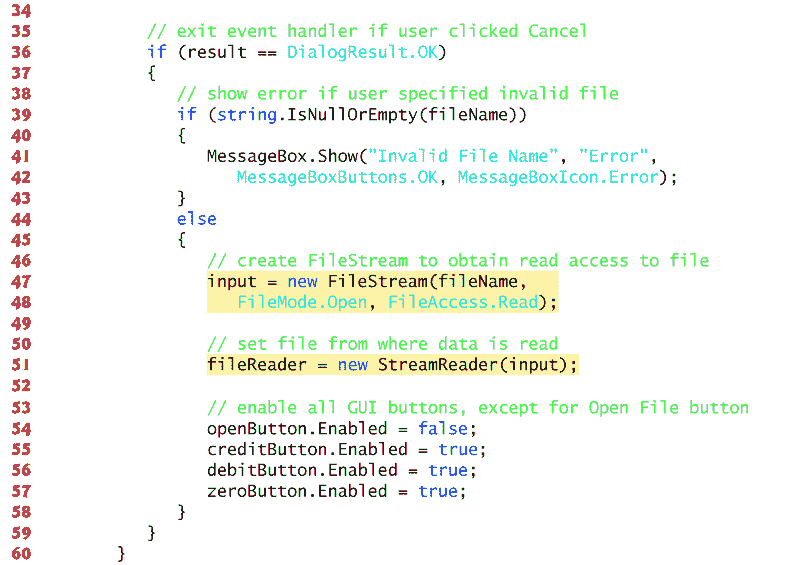 34
35 // exit event handler if user clicked Cancel
36 if (result == DialogResult.OK)
37 {
38 // show error if user specified invalid file
39 if (string.IsNullOrEmpty(fileName))
40 {
41 MessageBox.Show("Invalid File Name", "Error",
42 MessageBoxButtons.OK, MessageBoxIcon.Error);
43 }
44 else
45 {
46 // create FileStream to obtain read access to file
47 input = new FileStream(fileName,
48 FileMode.Open, FileAccess.Read);
49
50 // set file from where data is read
51 fileReader = new StreamReader(input);
52
53 // enable all GUI buttons, except for Open File button
54 openButton.Enabled = false;
55 creditButton.Enabled = true;
56 debitButton.Enabled = true;
57 zeroButton.Enabled = true;
58 }
59 }
60 }